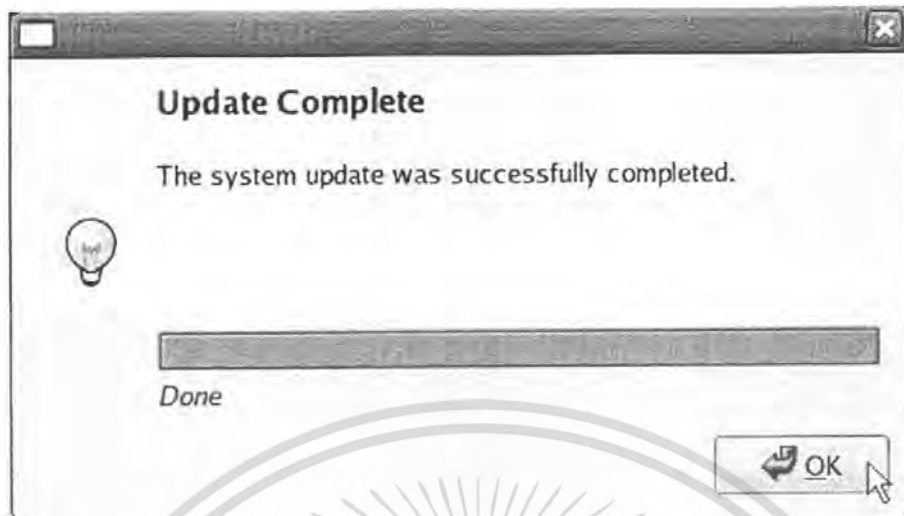 Update Complete
The system update was successfully completed.
Done
OK